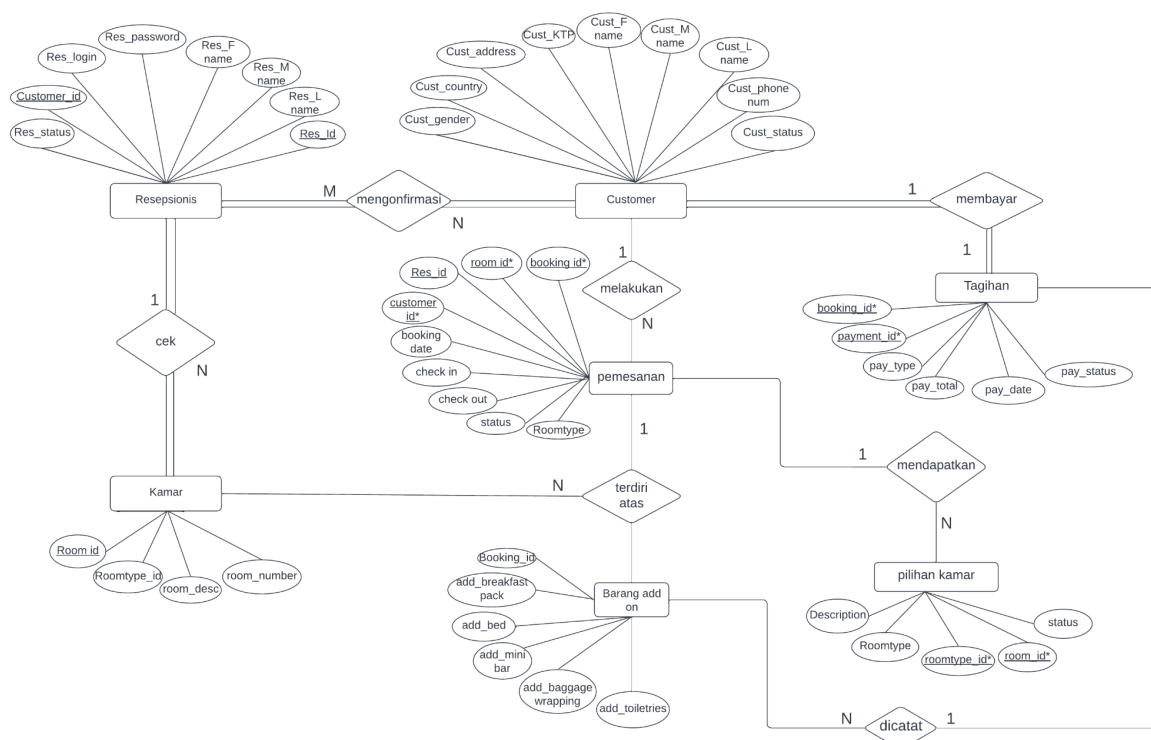 Res_password
Res_login
Res_F
name
Res_M
name
Customer_id
Res_L
name
Res_status
Res_Id
Cust_KTP
Cust_F
name
Cust_M
name
Cust_address
Cust_L
name
Cust_country
Cust_phone
num
Cust_gender
Cust_status
Resepsionis
M
mengonfirmasi
N
Customer
1
membayar
1
Tagihan
booking_id*
payment_id*
pay_type
pay_total
pay_date
pay_status
1
melakukan
N
Res_id
room id*
booking id*
customer
id*
booking
date
check in
check out
status
Roomtype
pemesanan
1
cek
N
1
1
mendapatkan
N
Kamar
N
terdiri
atas
Room id
Roomtype_id
room_desc
room_number
pilihan kamar
Description
Roomtype
roomtype_id*
room_id*
status
Booking_id
add_breakfast
pack
Barang add
on
add_bed
add_mini
bar
add_baggage
wrapping
add_toiletries
N
dicatat
1